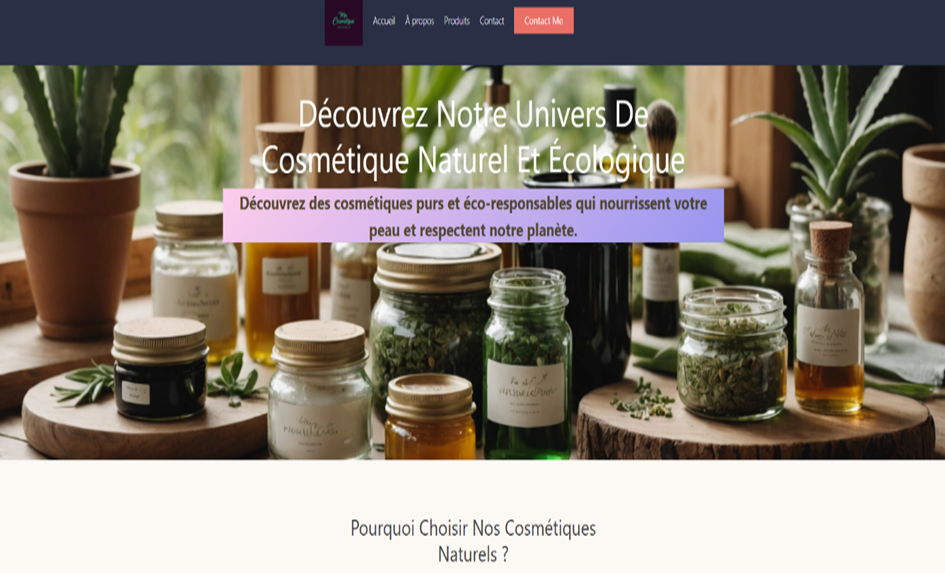 Accueil À propos Produits Contact Contact Me
Découvrez Notre Univers De
Cosmétique Naturel Et Écologique
Découvrez des cosmétiques purs et éco-responsables qui nourrissent votre
peau et respectent notre planète.
Pourquoi Choisir Nos Cosmétiques
Naturels ?